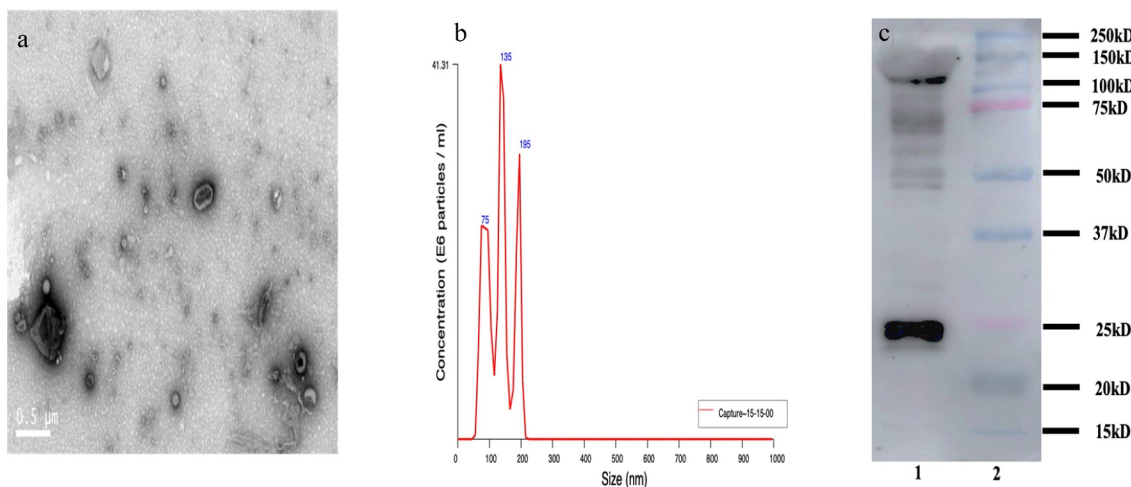 a
0.5 μm
b
41.31
135
195
75
Concentration (E6 particles / ml)
Capture-15-15-00
0 100 200 300 400 500 600 700 800 900 1000
Size (nm)
c
250kD
150kD
100kD
75kD
50kD
37kD
25kD
20kD
15kD
1 2